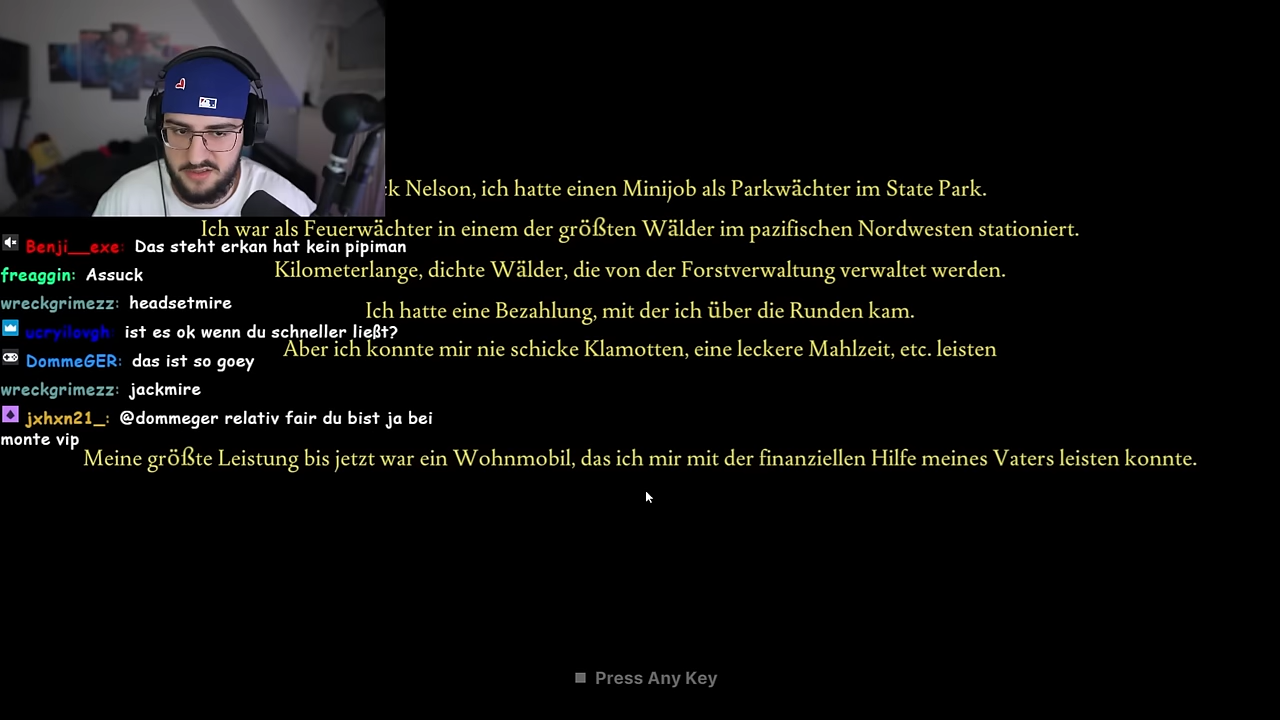 ck Nelson, ich hatte einen Minijob als Parkwächter im State Park.
Ich war als Feuerwächter in einem der größten Wälder im pazifischen Nordwesten stationiert.
Benji__exe: Das steht erkan hat kein pipiman
freaggin: Assuck
Kilometerlange, dichte Wälder, die von der Forstverwaltung verwaltet werden.
wreckgrimezz: headsetmire
Ich hatte eine Bezahlung, mit der ich über die Runden kam.
ucryilovgh: ist es ok wenn du schneller ließt?
Aber ich konnte mir nie schicke Klamotten, eine leckere Mahlzeit, etc. leisten
DommeGER: das ist so goey
wreckgrimezz: jackmire
jxhxn21_: @dommeger relativ fair du bist ja bei
monte vip
Meine größte Leistung bis jetzt war ein Wohnmobil, das ich mir mit der finanziellen Hilfe meines Vaters leisten konnte.
Press Any Key